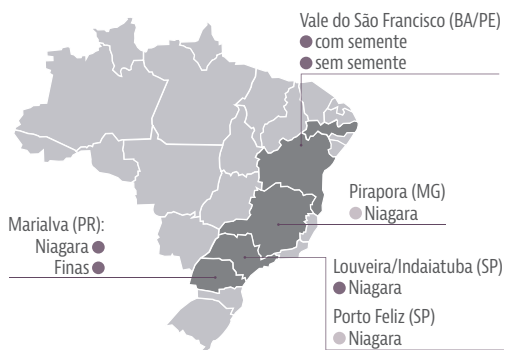 Vale do São Francisco (BA/PE)
com semente
sem semente
Pirapora (MG)
Niagara
Marialva (PR):
Niagara
Finas
Louveira/Indaiatuba (SP)
Niagara
Porto Feliz (SP)
Niagara